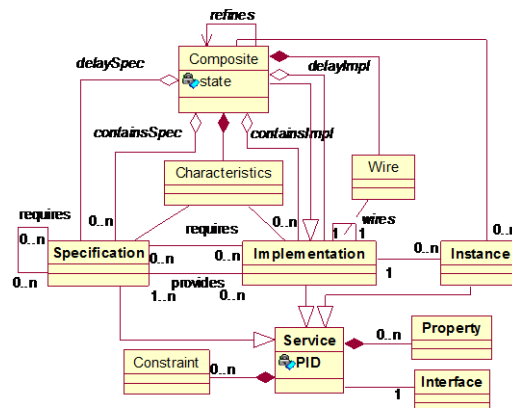 refines
Composite
state
delaySpec
delayImpl
containsSpec
containsImpl
Characteristics
Wire
requires
0..n
0..n
requires
0..n
wires
1
1
0..n
Specification
0..n
0..n
Implementation
0..n
1
Instance
0..n
provides
1..n
0..n
Service
PID
0..n
Property
Constraint
0..n
1
Interface